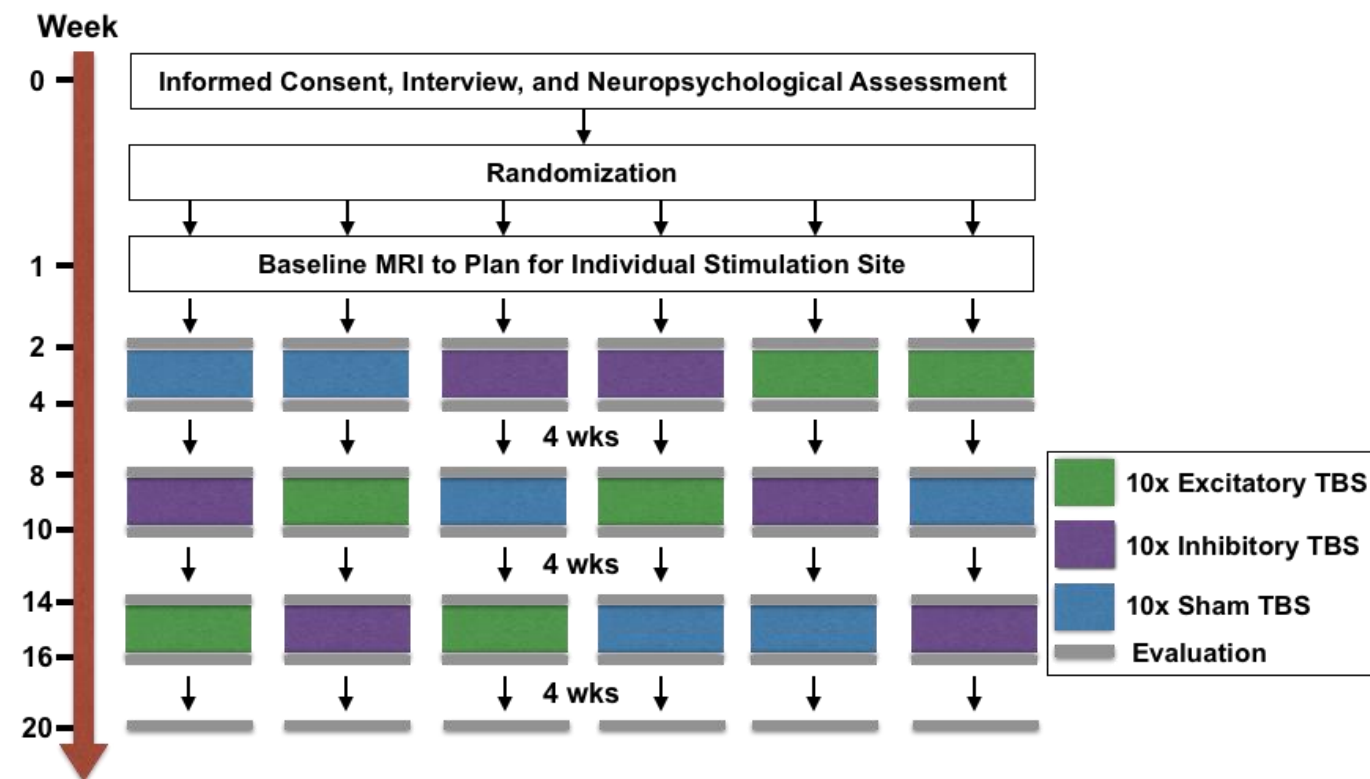 Week
0
Informed Consent, Interview, and Neuropsychological Assessment
Randomization
1
Baseline MRI to Plan for Individual Stimulation Site
2
4
4 wks
8
10
4 wks
14
16
4 wks
20
10x Excitatory TBS
10x Inhibitory TBS
10x Sham TBS
Evaluation